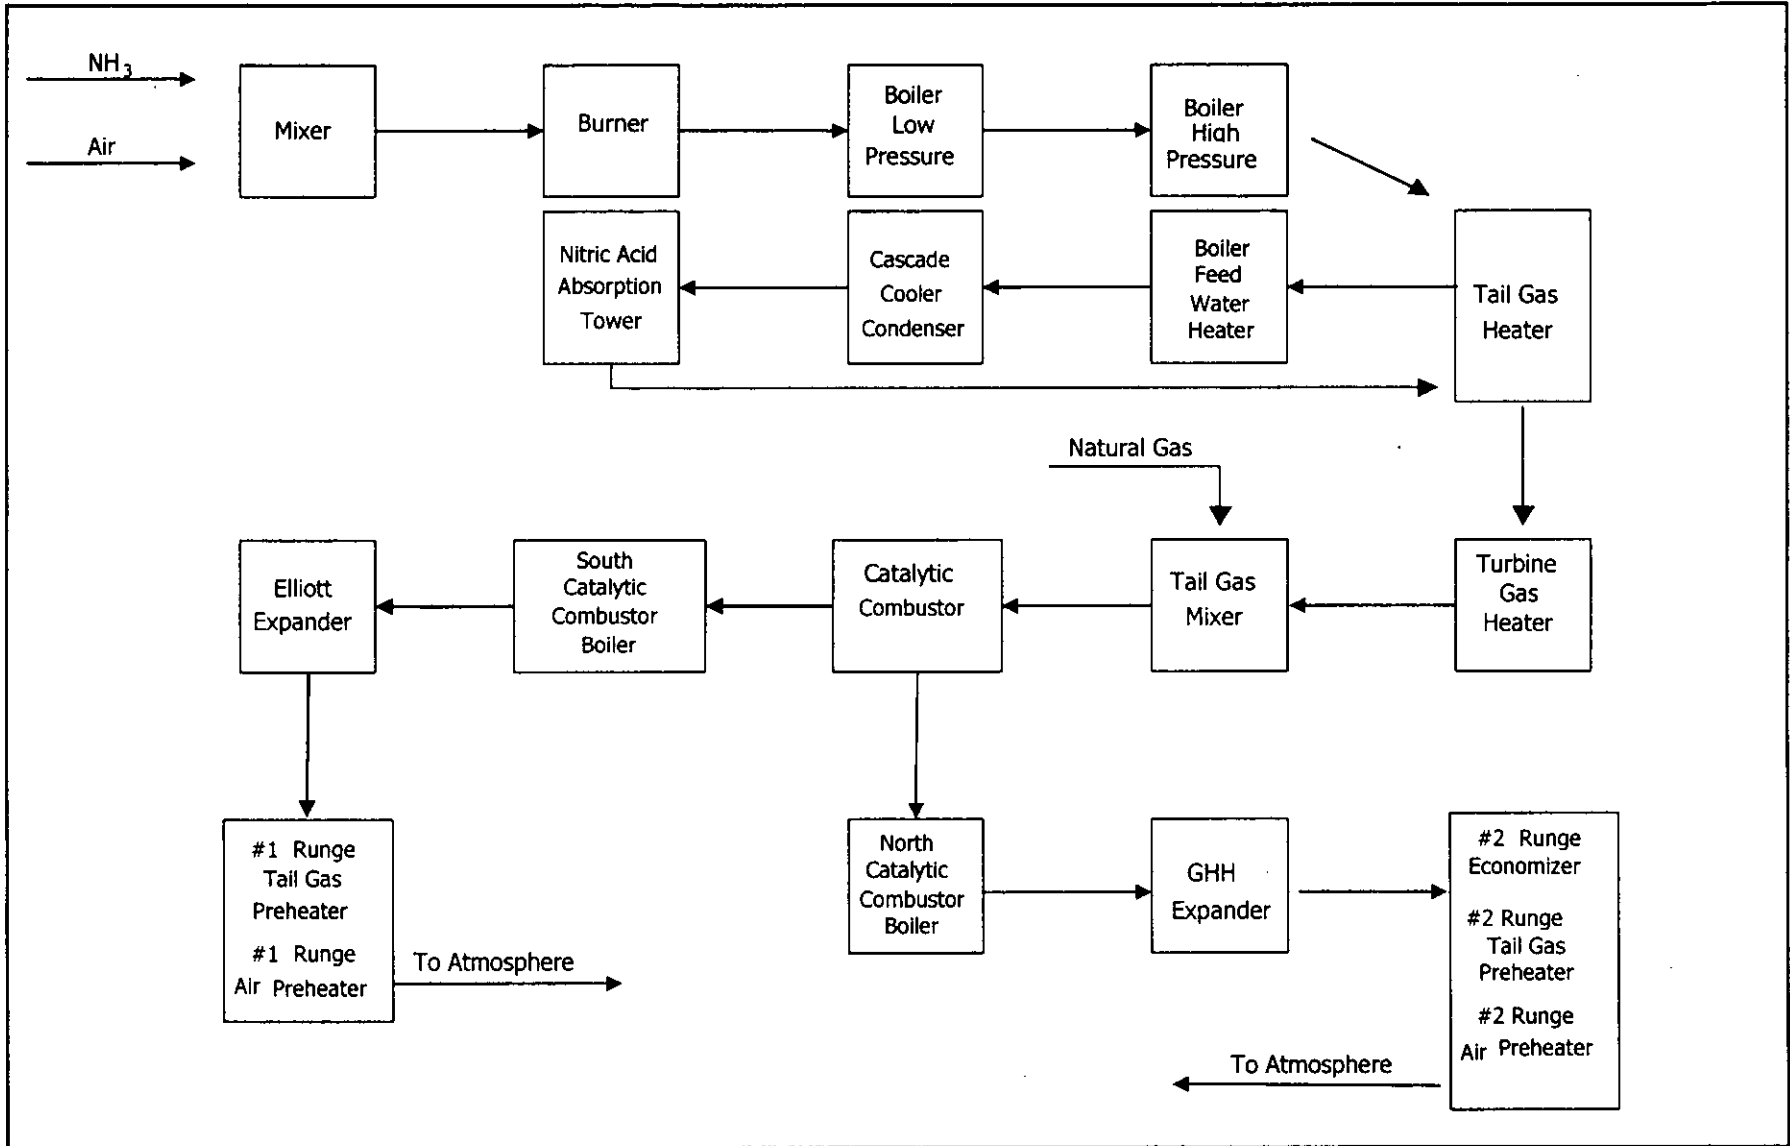 NH3
Air
Mixer
Burner
Boiler
Low
Pressure
Boiler
High
Pressure
Nitric Acid
Absorption
Tower
Cascade
Cooler
Condenser
Boiler
Feed
Water
Heater
Tail Gas
Heater
Natural Gas
Elliott
Expander
South
Catalytic
Combustor
Boiler
Catalytic
Combustor
Tail Gas
Mixer
Turbine
Gas
Heater
#1 Runge
Tail Gas
Preheater
#1 Runge
Air Preheater
To Atmosphere
North
Catalytic
Combustor
Boiler
GHH
Expander
#2 Runge
Economizer
#2 Runge
Tail Gas
Preheater
#2 Runge
Air Preheater
To Atmosphere